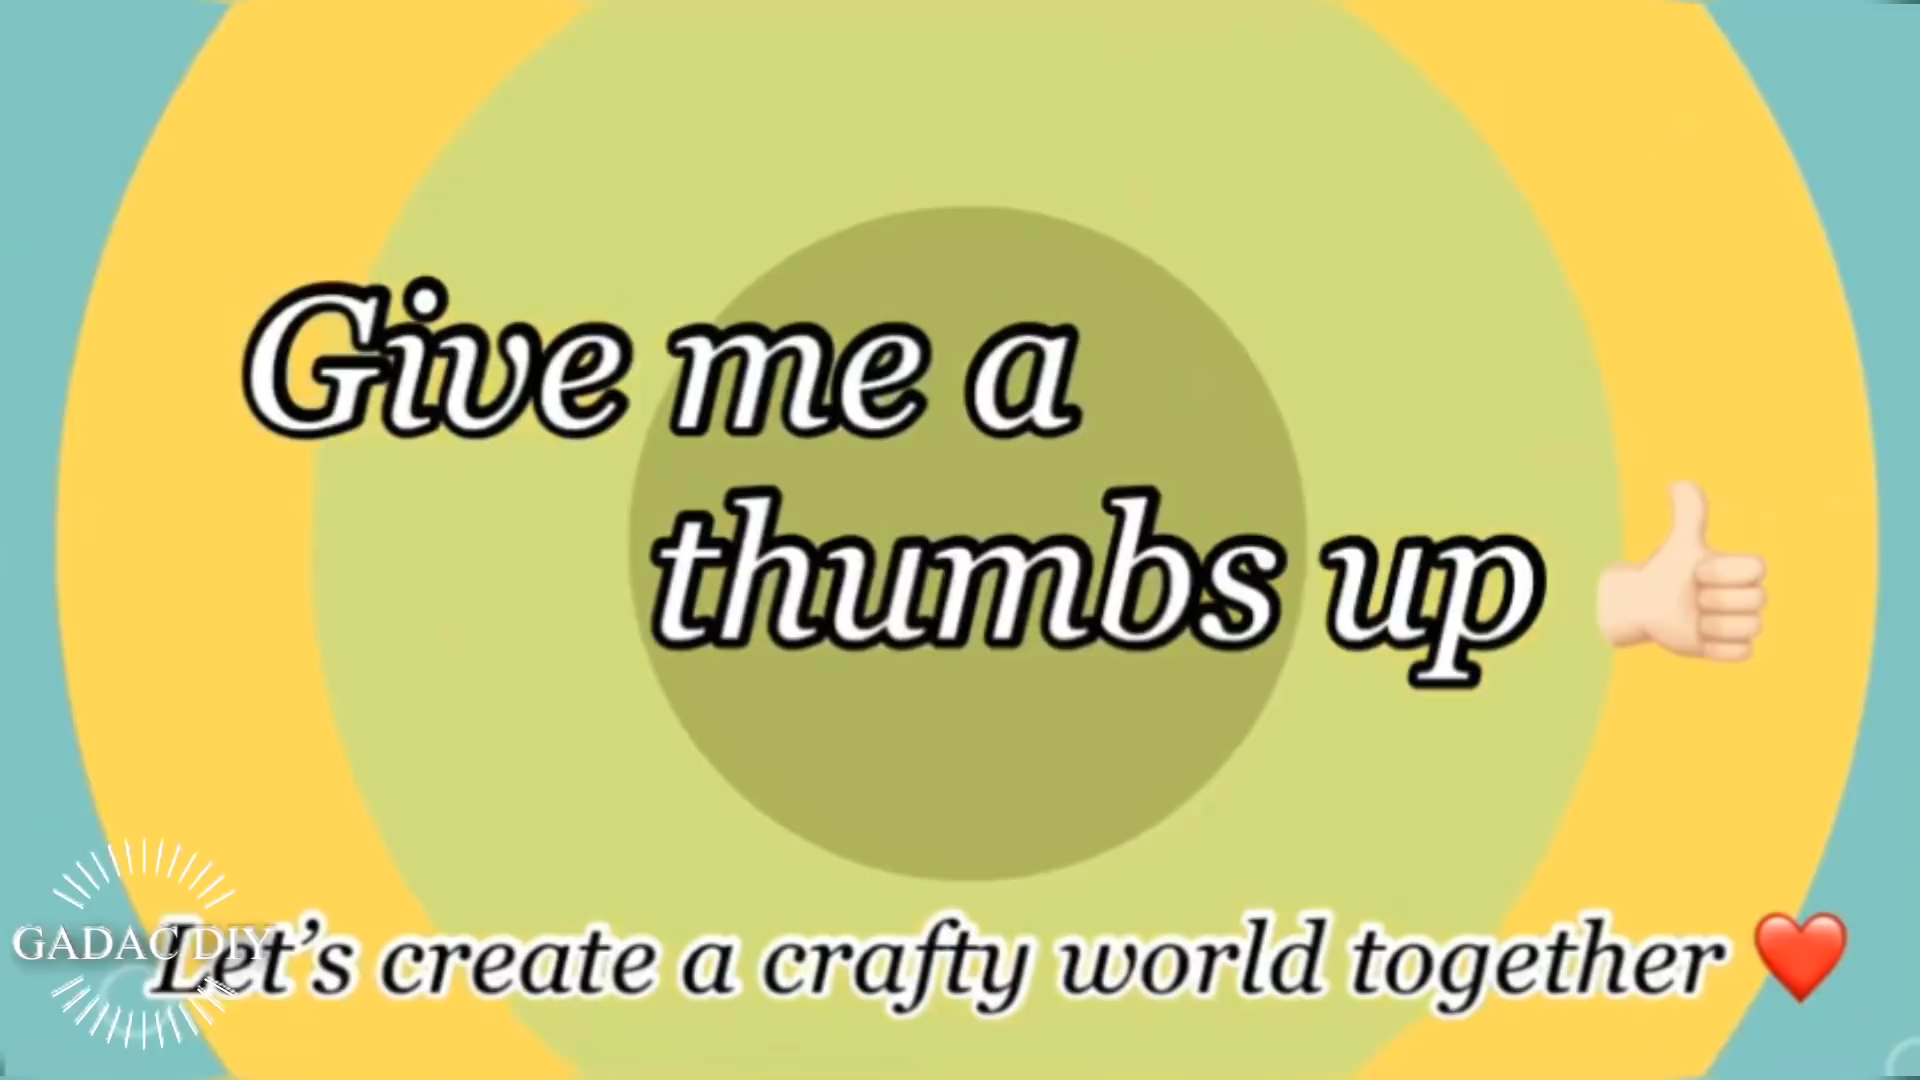 Give me a
thumbs up 👍🏻
GADAC DIY
Let’s create a crafty world together ❤️